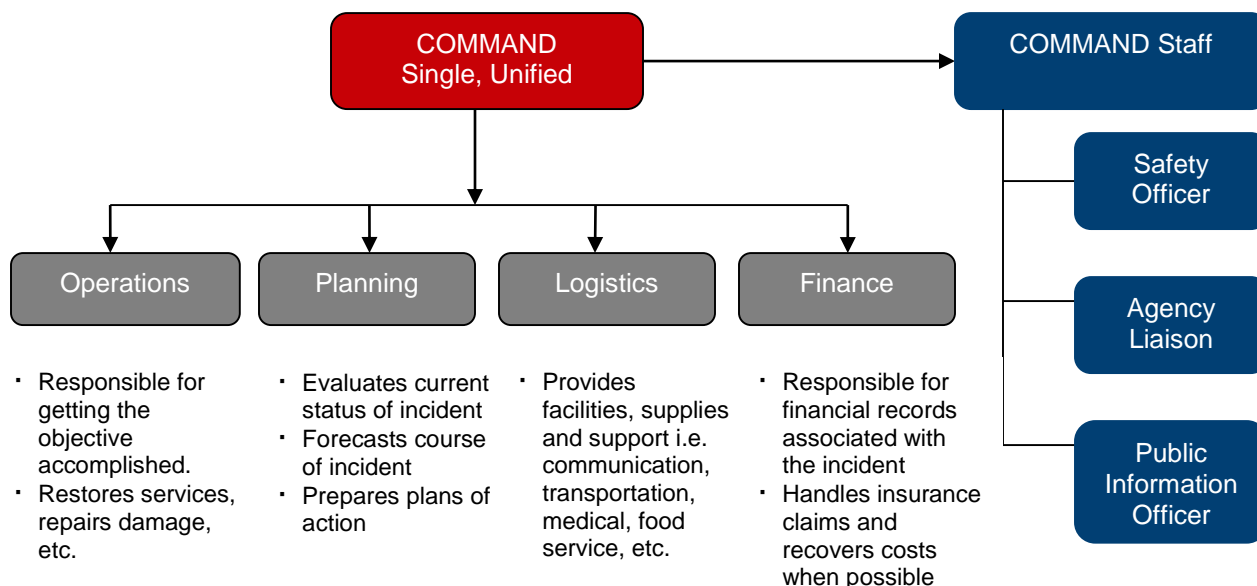 COMMAND
Single, Unified
COMMAND Staff
Safety
Officer
Agency
Liaison
Public
Information
Officer
Operations
Planning
Logistics
Finance
· Responsible for
getting the
objective
accomplished.
· Restores services,
repairs damage,
etc.
· Evaluates current
status of incident
· Forecasts course
of incident
· Prepares plans of
action
· Provides
facilities, supplies
and support i.e.
communication,
transportation,
medical, food
service, etc.
· Responsible for
financial records
associated with
the incident
· Handles insurance
claims and
recovers costs
when possible